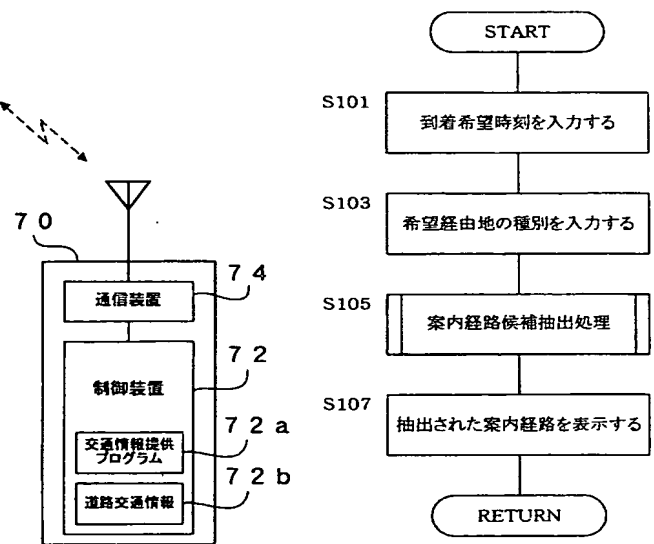 70
74
通信装置
72
制御装置
72a
交通情報提供
プログラム
72b
道路交通情報
START
S101
到着希望時刻を入力する
S103
希望経由地の種別を入力する
S105
案内経路候補抽出処理
S107
抽出された案内経路を表示する
RETURN